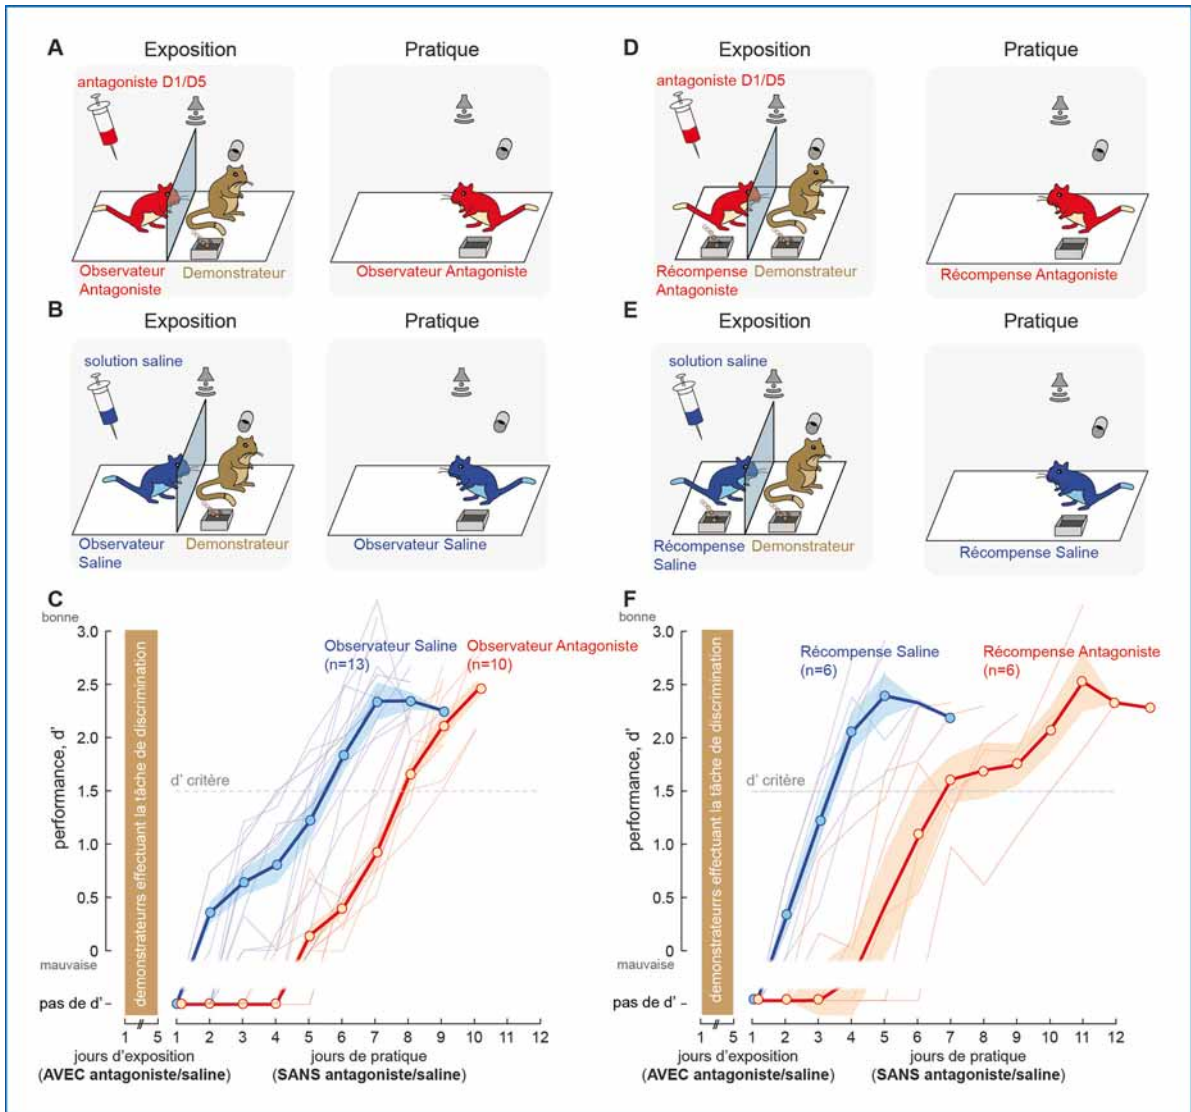 A
Exposition
Pratique
antagoniste D1/D5
Observateur
Antagoniste
Demonstrateur
Observateur Antagoniste
B
Exposition
Pratique
solution saline
Observateur
Saline
Demonstrateur
Observateur Saline
C
bonne
3.0
2.5
2.0
1.5
1.0
0.5
0
mauvaise
pas de d'
performance, d'
demonstrateurrs effectuant la tâche de discrimination
Observateur Saline
(n=13)
Observateur Antagoniste
(n=10)
d' critère
1 5
1 2 3 4 5 6 7 8 9 10 11 12
jours d'exposition
(AVEC antagoniste/saline)
jours de pratique
(SANS antagoniste/saline)
D
Exposition
Pratique
antagoniste D1/D5
Récompense
Antagoniste
Demonstrateur
Récompense Antagoniste
E
Exposition
Pratique
solution saline
Récompense
Saline
Demonstrateur
Récompense Saline
F
bonne
3.0
2.5
2.0
1.5
1.0
0.5
0
mauvaise
pas de d'
performance, d'
demonstrateurrs effectuant la tâche de discrimination
Récompense Saline
(n=6)
Récompense Antagoniste
(n=6)
d' critère
1 5
1 2 3 4 5 6 7 8 9 10 11 12
jours d'exposition
(AVEC antagoniste/saline)
jours de pratique
(SANS antagoniste/saline)